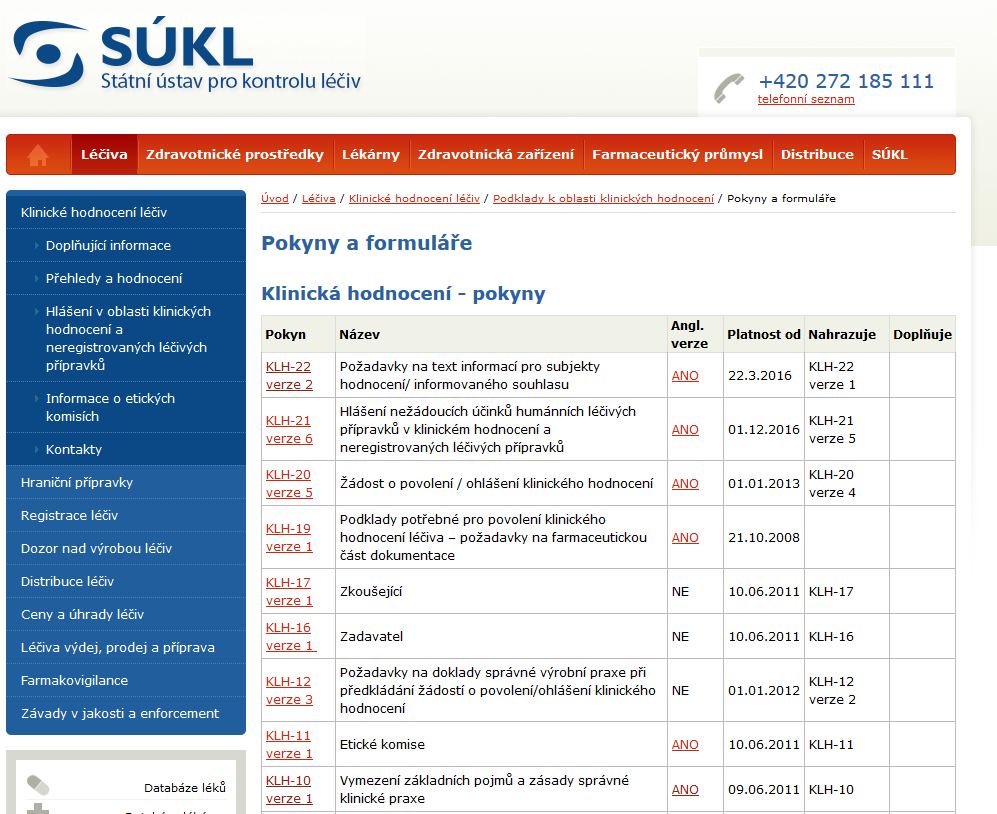 SÚKL
Státní ústav pro kontrolu léčiv
+420 272 185 111
telefonní seznam
Léčiva Zdravotnické prostředky Lékárny Zdravotnická zařízení Farmaceutický průmysl Distribuce SÚKL
Klinické hodnocení léčiv
Doplňující informace
Přehledy a hodnocení
Hlášení v oblasti klinických
hodnocení a
neregistrovaných léčivých
přípravků
Informace o etických
komisích
Kontakty
Hraniční přípravky
Registrace léčiv
Dozor nad výrobou léčiv
Distribuce léčiv
Ceny a úhrady léčiv
Léčiva výdej, prodej a příprava
Farmakovigilance
Závady v jakosti a enforcement
Databáze léků
Úvod / Léčiva / Klinické hodnocení léčiv / Podklady k oblasti klinických hodnocení / Pokyny a formuláře
Pokyny a formuláře
Klinická hodnocení - pokyny
Pokyn Název Angl. verze Platnost od Nahrazuje Doplňuje
KLH-22 verze 2 Požadavky na text informací pro subjekty hodnocení/ informovaného souhlasu ANO 22.3.2016 KLH-22 verze 1
KLH-21 verze 6 Hlášení nežádoucích účinků humánních léčivých přípravků v klinickém hodnocení a neregistrovaných léčivých přípravků ANO 01.12.2016 KLH-21 verze 5
KLH-20 verze 5 Žádost o povolení / ohlášení klinického hodnocení ANO 01.01.2013 KLH-20 verze 4
KLH-19 verze 1 Podklady potřebné pro povolení klinického hodnocení léčiva – požadavky na farmaceutickou část dokumentace ANO 21.10.2008
KLH-17 verze 1 Zkoušející NE 10.06.2011 KLH-17
KLH-16 verze 1 Zadavatel NE 10.06.2011 KLH-16
KLH-12 verze 3 Požadavky na doklady správné výrobní praxe při předkládání žádostí o povolení/ohlášení klinického hodnocení NE 01.01.2012 KLH-12 verze 2
KLH-11 verze 1 Etické komise ANO 10.06.2011 KLH-11
KLH-10 verze 1 Vymezení základních pojmů a zásady správné klinické praxe ANO 09.06.2011 KLH-10